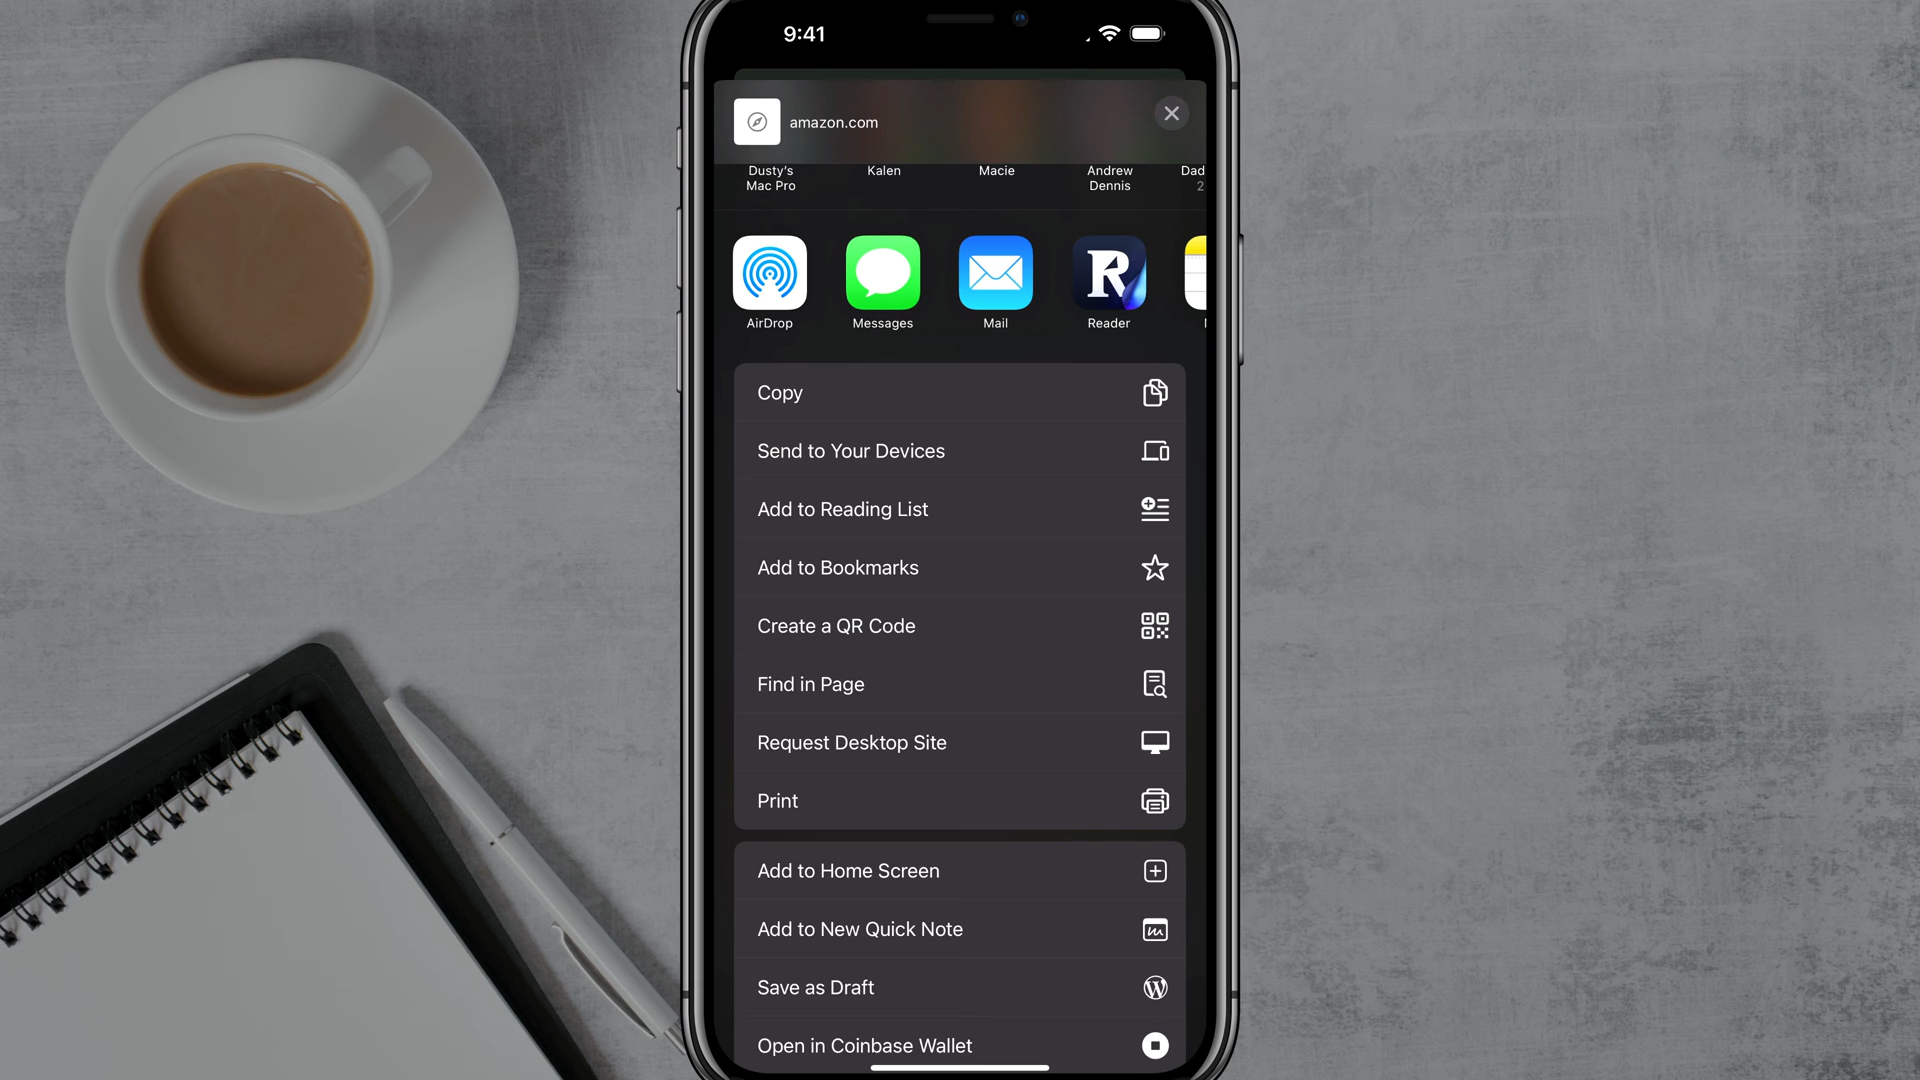 9:41
amazon.com
Dusty's
Mac Pro
Kalen
Macie
Andrew
Dennis
Dad
2
AirDrop
Messages
Mail
Reader
Copy
Send to Your Devices
Add to Reading List
Add to Bookmarks
Create a QR Code
Find in Page
Request Desktop Site
Print
Add to Home Screen
Add to New Quick Note
Save as Draft
Open in Coinbase Wallet